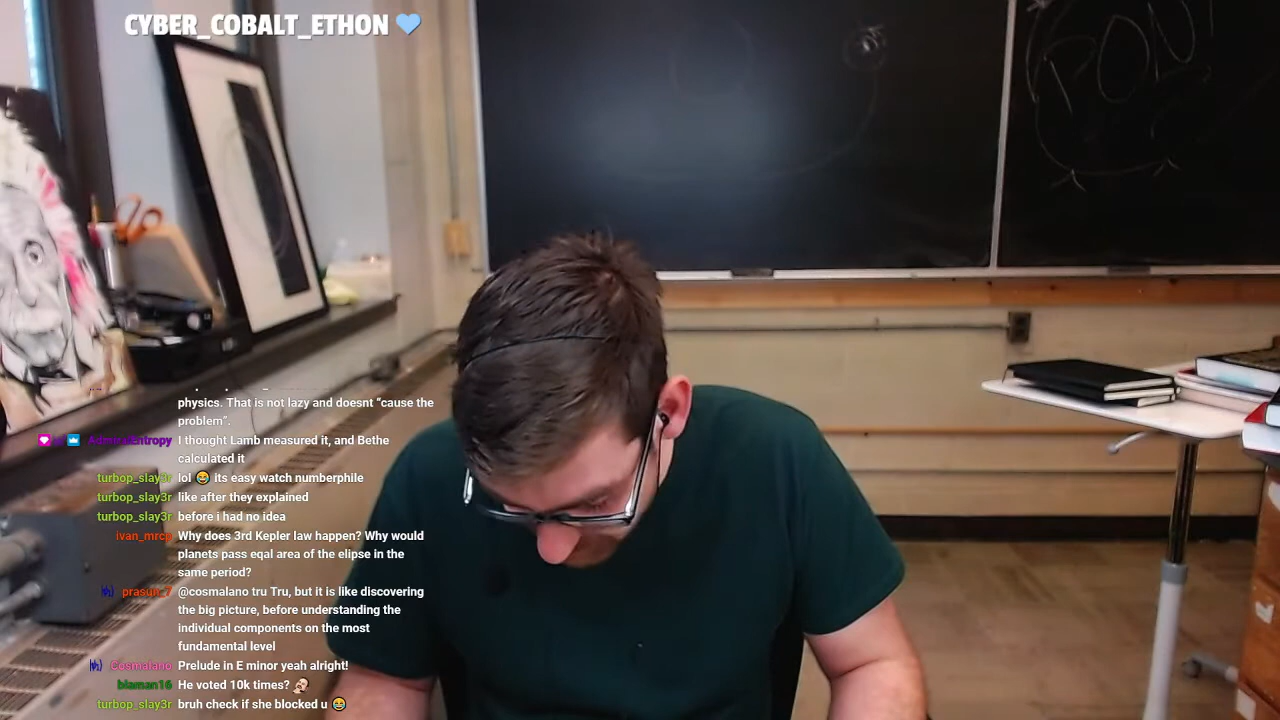 CYBER_COBALT_ETHON
physics. That is not lazy and doesnt “cause the
problem”.
I thought Lamb measured it, and Bethe
calculated it
turbop_slay3r lol 😂 its easy watch numberphile
turbop_slay3r like after they explained
turbop_slay3r before i had no idea
Why does 3rd Kepler law happen? Why would
planets pass eqal area of the elipse in the
same period?
prasun_7 @cosmalano tru Tru, but it is like discovering
the big picture, before understanding the
individual components on the most
fundamental level
Cosmalano Prelude in E minor yeah alright!
blaman16 He voted 10k times?
turbop_slay3r bruh check if she blocked u 😂